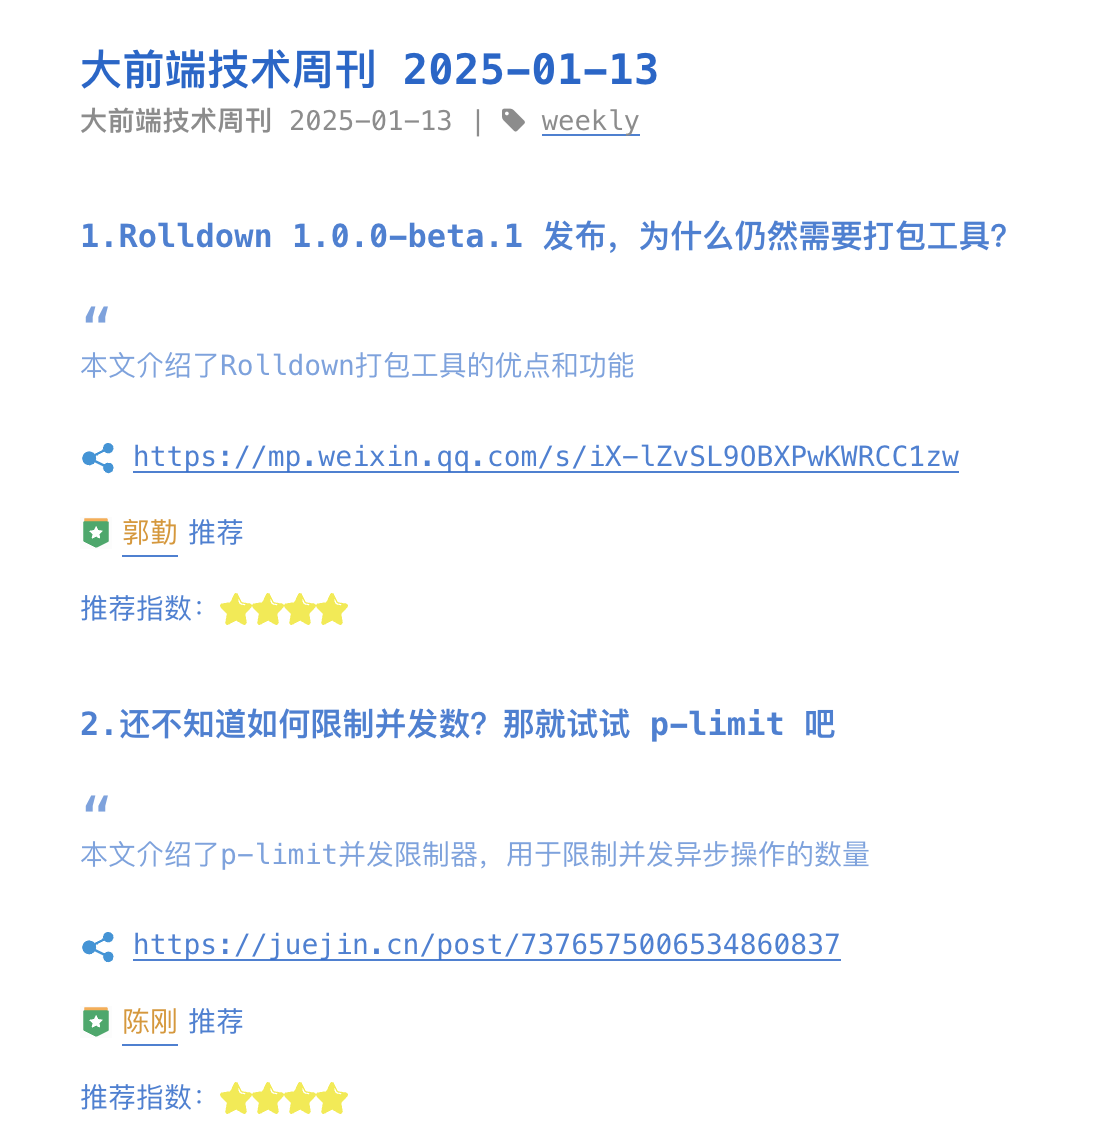 大前端技术周刊 2025-01-13
大前端技术周刊 2025-01-13 | weekly
1.Rolldown 1.0.0-beta.1 发布，为什么仍然需要打包工具？
“
本文介绍了Rolldown打包工具的优点和功能
https://mp.weixin.qq.com/s/iX-lZvSL9OBXPwKWRCC1zw
郭勤 推荐
推荐指数：⭐⭐⭐⭐
2.还不知道如何限制并发数？那就试试 p-limit 吧
“
本文介绍了p-limit并发限制器，用于限制并发异步操作的数量
https://juejin.cn/post/7376575006534860837
陈刚 推荐
推荐指数：⭐⭐⭐⭐